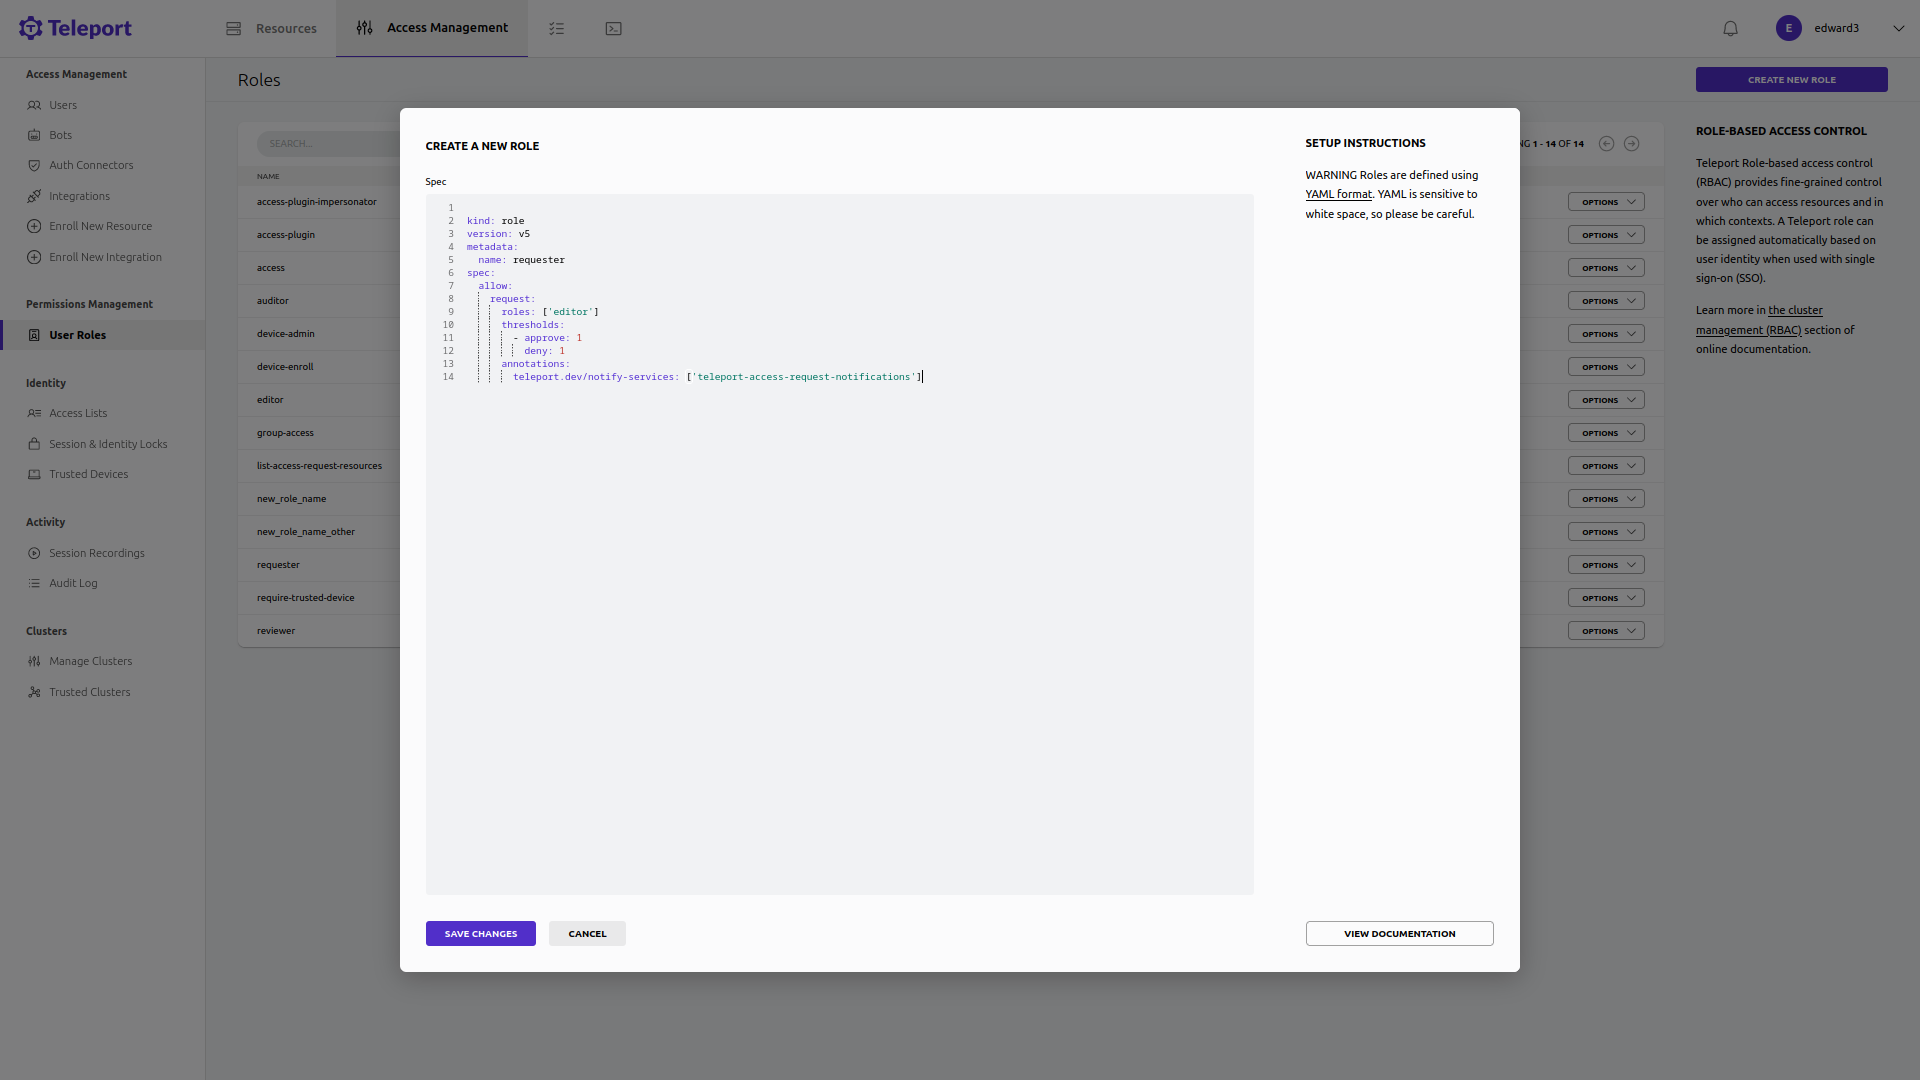 Teleport
Resources
Access Management
E
edward3
Access Management
Users
Bots
Auth Connectors
Integrations
Enroll New Resource
Enroll New Integration
Permissions Management
User Roles
Identity
Access Lists
Session & Identity Locks
Trusted Devices
Activity
Session Recordings
Audit Log
Clusters
Manage Clusters
Trusted Clusters
Roles
CREATE NEW ROLE
SEARCH...
NG 1 - 14 OF 14
NAME
access-plugin-impersonator
OPTIONS
access-plugin
OPTIONS
access
OPTIONS
auditor
OPTIONS
device-admin
OPTIONS
device-enroll
OPTIONS
editor
OPTIONS
group-access
OPTIONS
list-access-request-resources
OPTIONS
new_role_name
OPTIONS
new_role_name_other
OPTIONS
requester
OPTIONS
require-trusted-device
OPTIONS
reviewer
OPTIONS
CREATE A NEW ROLE
Spec
1
2 kind: role
3 version: v5
4 metadata:
5 name: requester
6 spec:
7 allow:
8 request:
9 roles: ['editor']
10 thresholds:
11 - approve: 1
12 deny: 1
13 annotations:
14 teleport.dev/notify-services: ['teleport-access-request-notifications']
SAVE CHANGES
CANCEL
SETUP INSTRUCTIONS
WARNING Roles are defined using
YAML format. YAML is sensitive to
white space, so please be careful.
VIEW DOCUMENTATION
ROLE-BASED ACCESS CONTROL
Teleport Role-based access control
(RBAC) provides fine-grained control
over who can access resources and in
which contexts. A Teleport role can
be assigned automatically based on
user identity when used with single
sign-on (SSO).
Learn more in the cluster
management (RBAC) section of
online documentation.